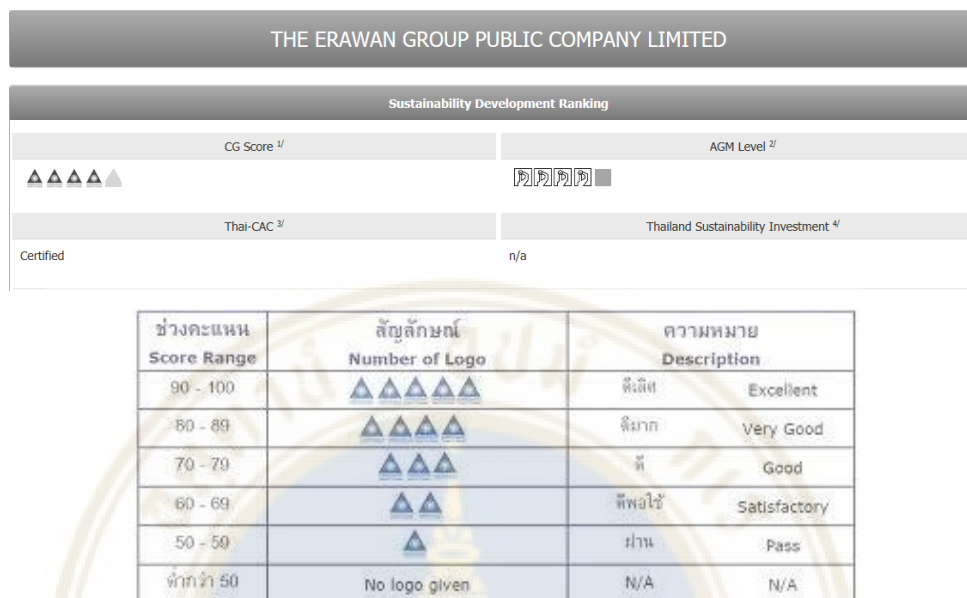 THE ERAWAN GROUP PUBLIC COMPANY LIMITED
Sustainability Development Ranking
CG Score 1/
AGM Level 2/
Thai-CAC 3/
Thailand Sustainability Investment 4/
Certified
n/a
ช่วงคะแนน สัญลักษณ์ ความหมาย
Score Range Number of Logo Description
90 - 100 ดีเลิศ Excellent
80 - 89 ดีมาก Very Good
70 - 79 ดี Good
60 - 69 ดีพอใช้ Satisfactory
50 - 59 ผ่าน Pass
ต่ำกว่า 50 No logo given N/A N/A